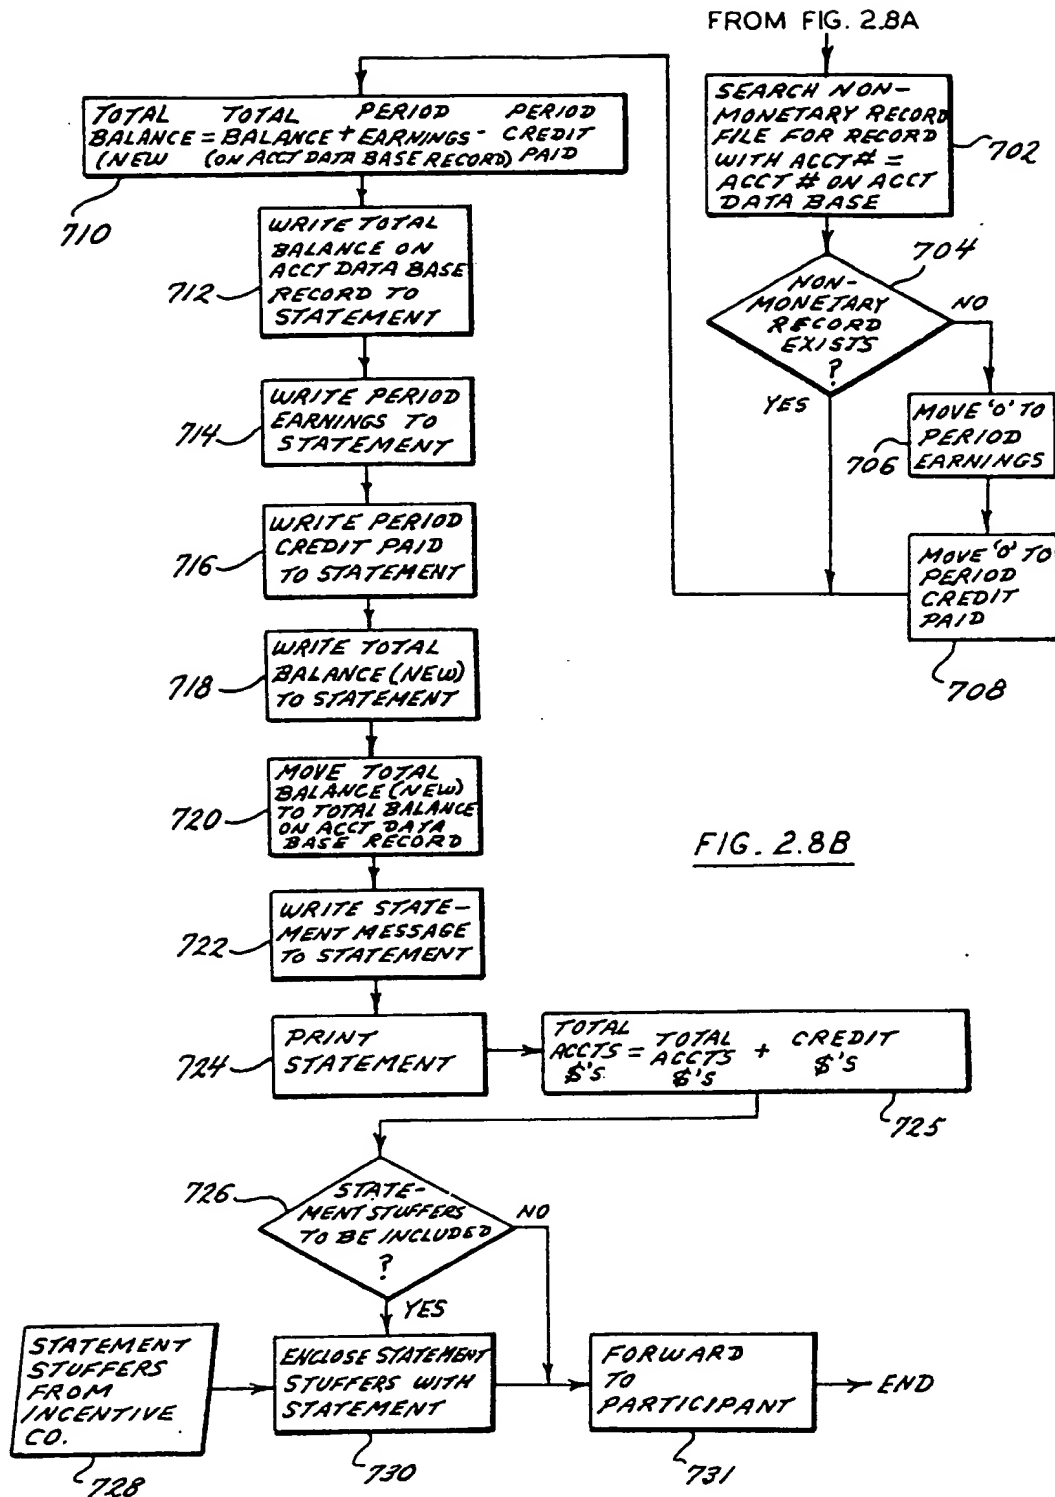 FROM FIG. 2.8A
SEARCH NON-
MONETARY RECORD
FILE FOR RECORD
WITH ACCT # =
ACCT # ON ACCT
DATA BASE
702
704
NON-
MONETARY
RECORD
EXISTS
?
NO
YES
MOVE 'O' TO
PERIOD
EARNINGS
706
MOVE 'O' TO
PERIOD
CREDIT
PAID
708
TOTAL TOTAL PERIOD PERIOD
BALANCE = BALANCE + EARNINGS - CREDIT
(NEW (ON ACCT DATA BASE RECORD) PAID
710
WRITE TOTAL
BALANCE ON
ACCT DATA BASE
RECORD TO
STATEMENT
712
WRITE PERIOD
EARNINGS TO
STATEMENT
714
WRITE PERIOD
CREDIT PAID
TO STATEMENT
716
WRITE TOTAL
BALANCE (NEW)
TO STATEMENT
718
MOVE TOTAL
BALANCE (NEW)
TO TOTAL BALANCE
ON ACCT DATA
BASE RECORD
720
FIG. 2.8B
WRITE STATE-
MENT MESSAGE
TO STATEMENT
722
PRINT
STATEMENT
724
TOTAL TOTAL CREDIT
ACCTS = ACCTS + $'S
$'S $'S
725
726
STATE-
MENT STUFFERS
TO BE INCLUDED
?
NO
YES
STATEMENT
STUFFERS
FROM
INCENTIVE
CO.
728
ENCLOSE STATEMENT
STUFFERS WITH
STATEMENT
730
FORWARD
TO
PARTICIPANT
731
END